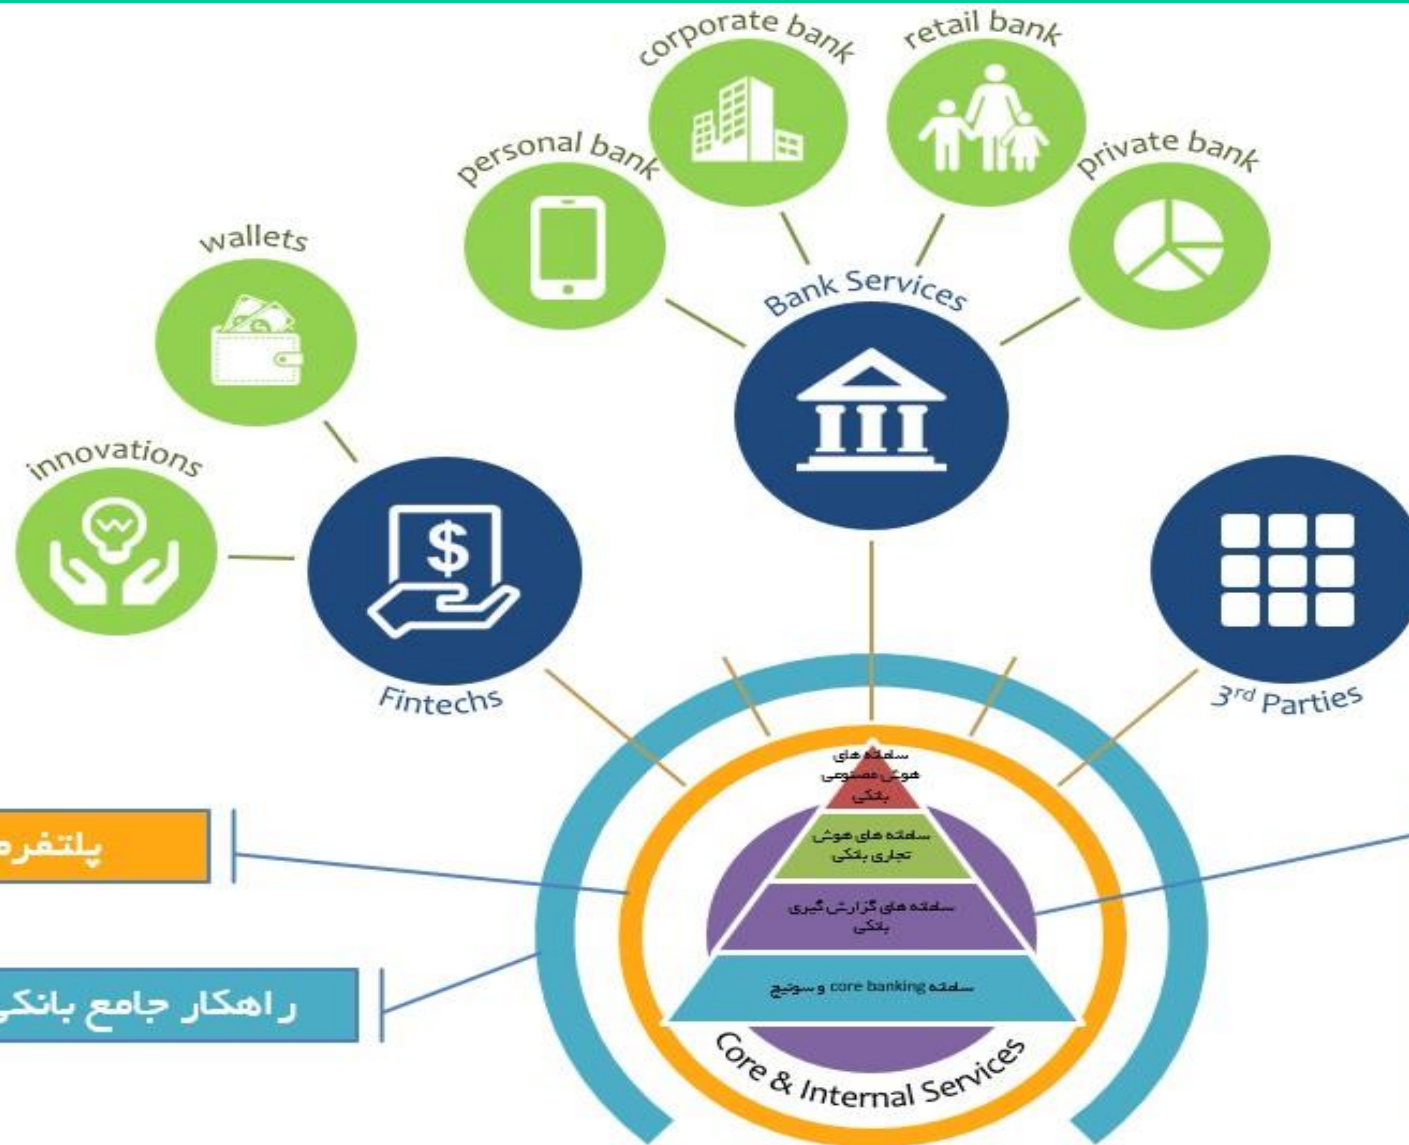 corporate bank
retail bank
personal bank
private bank
wallets
Bank Services
innovations
$
Fintechs
3rd Parties
سامانه های
هوش مصنوعی
بانکی
سامانه های هوش
تجاری بانکی
سامانه های گزارش گیری
بانکی
سامانه core banking و سوئیچ
Core & Internal Services
راهکار جامع بانکی